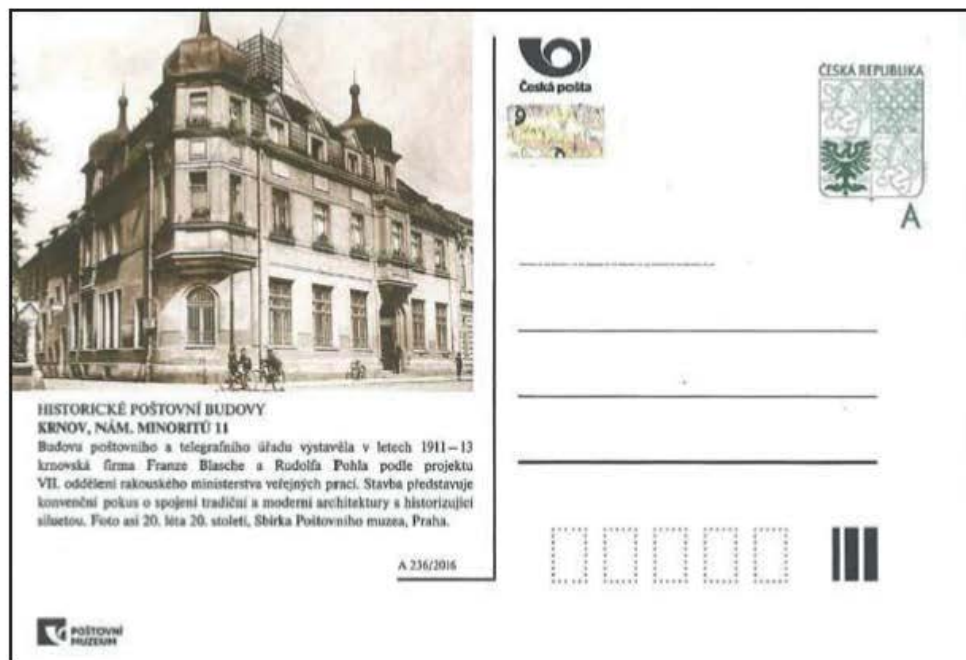 HISTORICKÉ POŠTOVNÍ BUDOVY
KRNOV, NÁM. MINORITŮ 11
Budovu poštovního a telegrafního úřadu vystavěla v letech 1911–13
krnovská firma Franze Blasche a Rudolfa Pohla podle projektu
VII. oddělení rakouského ministerstva veřejných prací. Stavba představuje
konvenční pokus o spojení tradiční a moderní architektury s historizující
siluetou. Foto asi 20. léta 20. století, Sbírka Poštovního muzea, Praha.
A 236/2016
POŠTOVNÍ
MUZEUM
Česká pošta
ČESKÁ REPUBLIKA
A